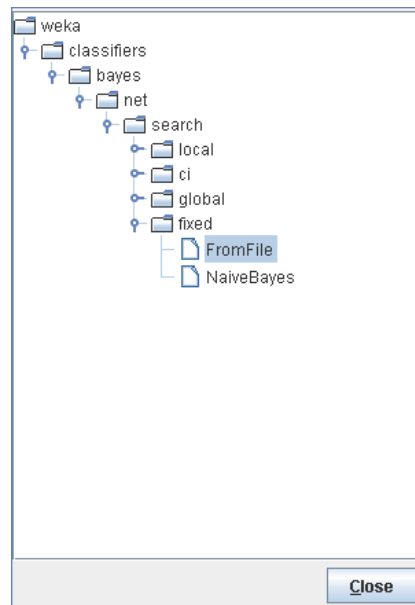 weka
classifiers
bayes
net
search
local
ci
global
fixed
FromFile
NaiveBayes
Close